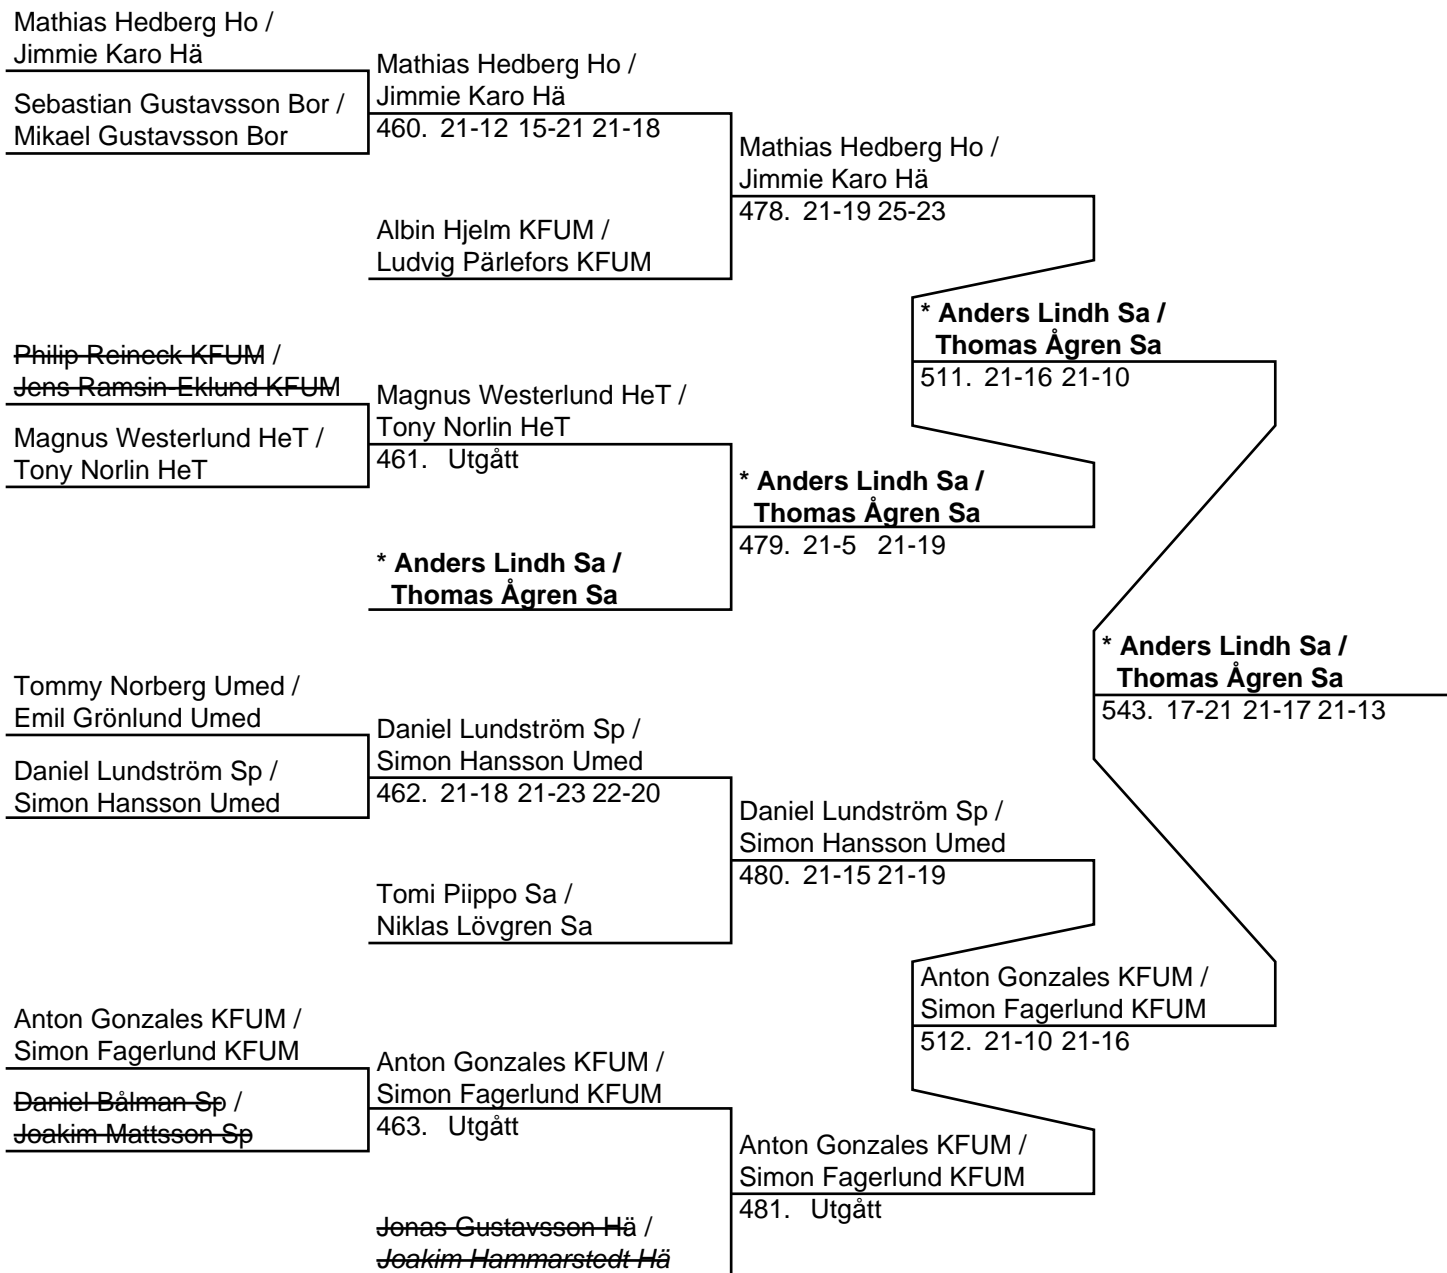 Mathias Hedberg Ho /
Jimmie Karo Hä
Sebastian Gustavsson Bor /
Mikael Gustavsson Bor
Philip Reineck KFUM /
Jens Ramsin-Eklund KFUM
Magnus Westerlund HeT /
Tony Norlin HeT
Tommy Norberg Umed /
Emil Grönlund Umed
Daniel Lundström Sp /
Simon Hansson Umed
Anton Gonzales KFUM /
Simon Fagerlund KFUM
Daniel Bålman Sp /
Joakim Mattsson Sp
Mathias Hedberg Ho /
Jimmie Karo Hä
460. 21-12 15-21 21-18
Albin Hjelm KFUM /
Ludvig Pärlefors KFUM
Magnus Westerlund HeT /
Tony Norlin HeT
461. Utgått
* Anders Lindh Sa /
Thomas Ågren Sa
Daniel Lundström Sp /
Simon Hansson Umed
462. 21-18 21-23 22-20
Tomi Piippo Sa /
Niklas Lövgren Sa
Anton Gonzales KFUM /
Simon Fagerlund KFUM
463. Utgått
Jonas Gustavsson Hä /
Joakim Hammarstedt Hä
Mathias Hedberg Ho /
Jimmie Karo Hä
478. 21-19 25-23
* Anders Lindh Sa /
Thomas Ågren Sa
479. 21-5 21-19
Daniel Lundström Sp /
Simon Hansson Umed
480. 21-15 21-19
Anton Gonzales KFUM /
Simon Fagerlund KFUM
481. Utgått
* Anders Lindh Sa /
Thomas Ågren Sa
511. 21-16 21-10
Anton Gonzales KFUM /
Simon Fagerlund KFUM
512. 21-10 21-16
* Anders Lindh Sa /
Thomas Ågren Sa
543. 17-21 21-17 21-13